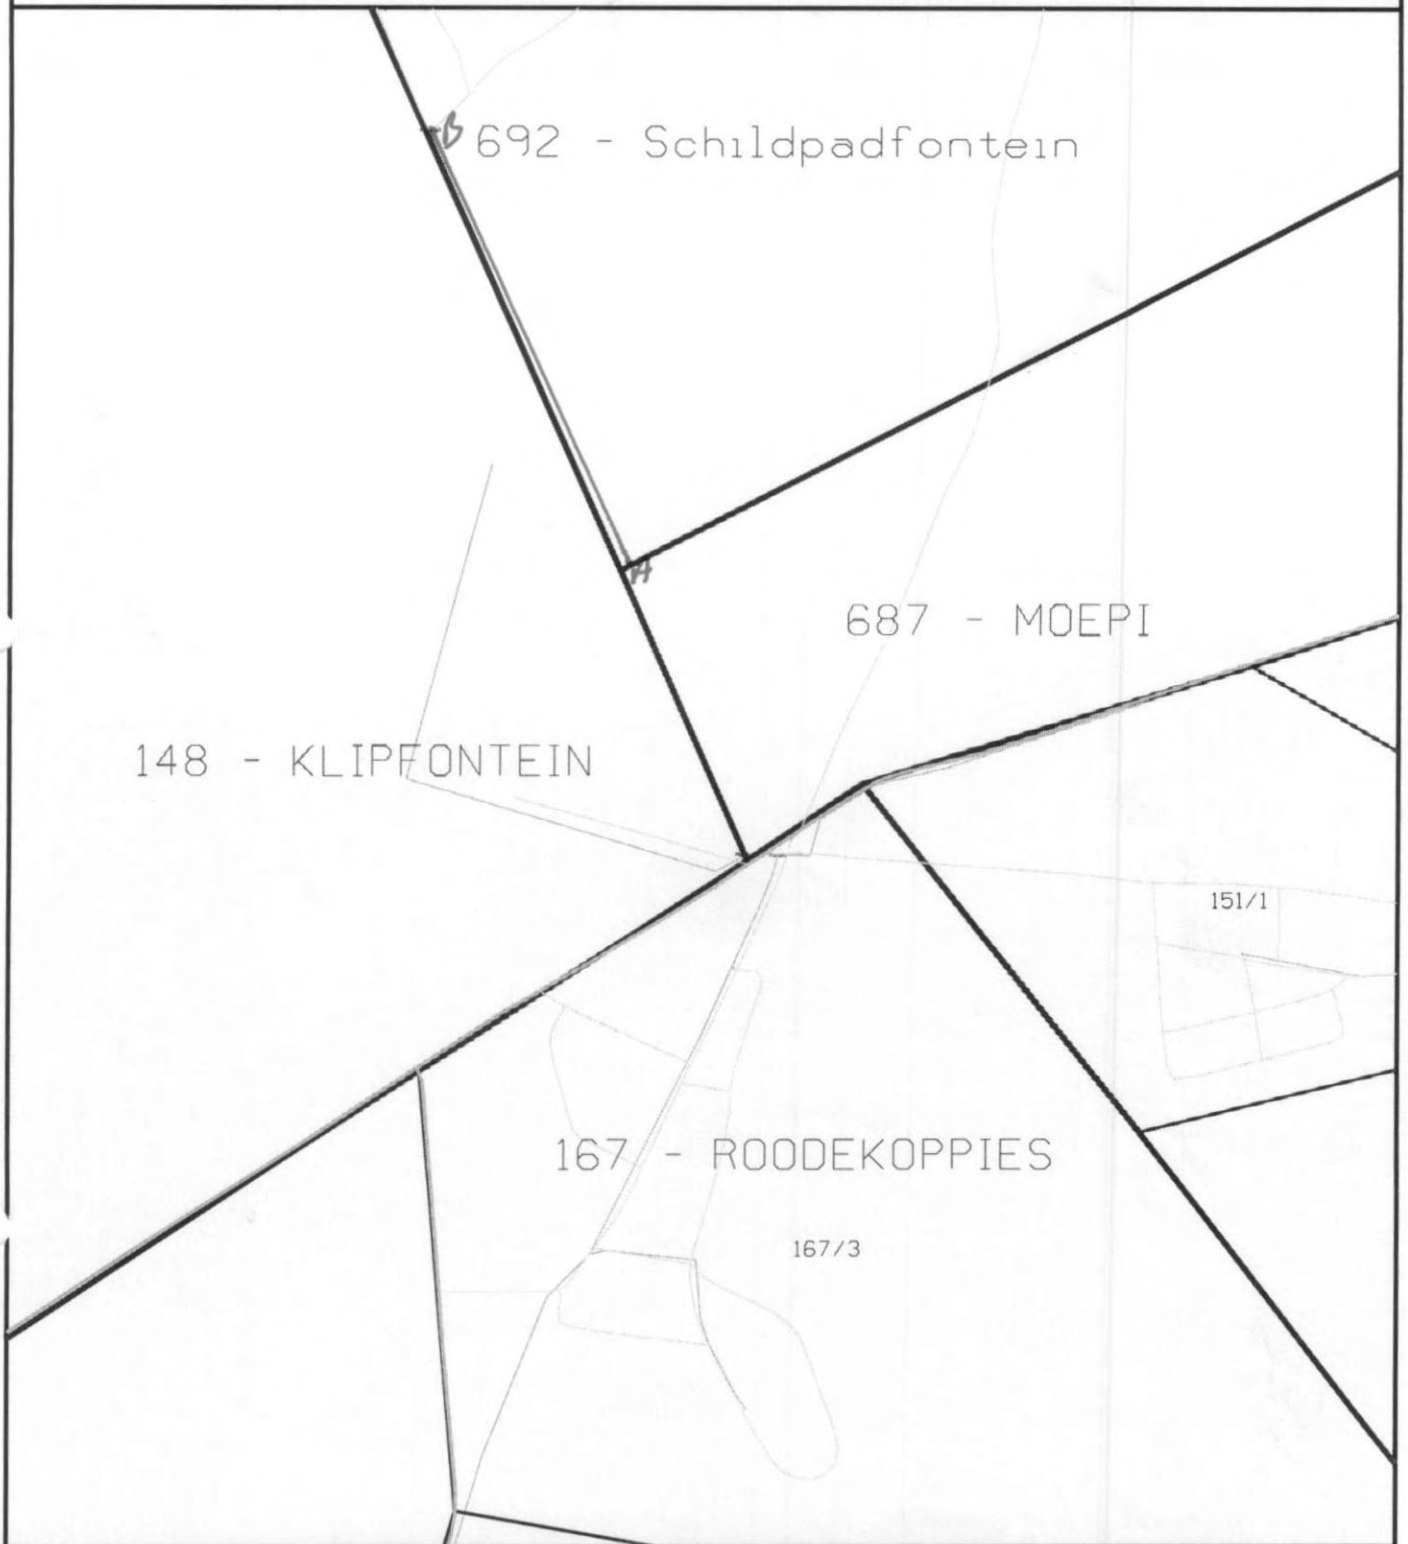 B
692 - Schildpadfontein
A
687 - MOEPI
148 - KLIPFONTEIN
151/1
167 - ROODEKOPPIES
167/3